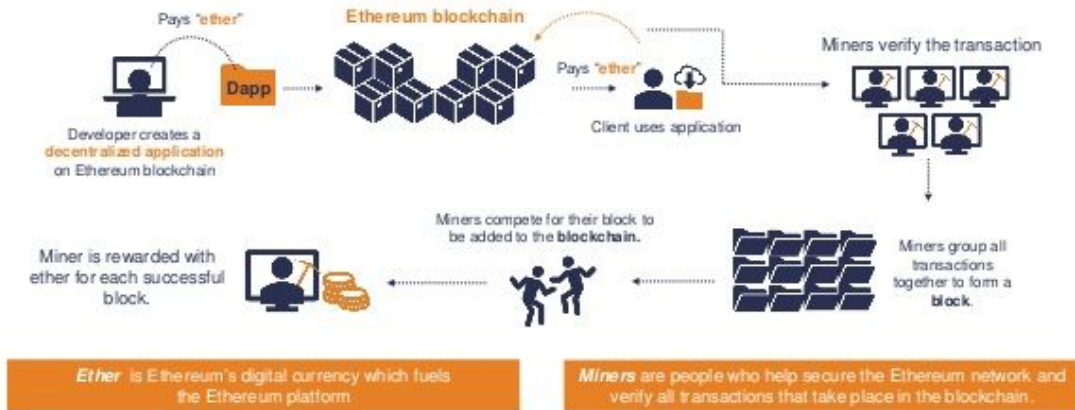 Pays “ether”
Ethereum blockchain
Dapp
Developer creates a
decentralized application
on Ethereum blockchain
Pays “ether”
Client uses application
Miners verify the transaction
Miners group all
transactions
together to form a
block.
Miners compete for their block to
be added to the blockchain.
Miner is rewarded with
ether for each successful
block.
Ether is Ethereum’s digital currency which fuels
the Ethereum platform
Miners are people who help secure the Ethereum network and
verify all transactions that take place in the blockchain.